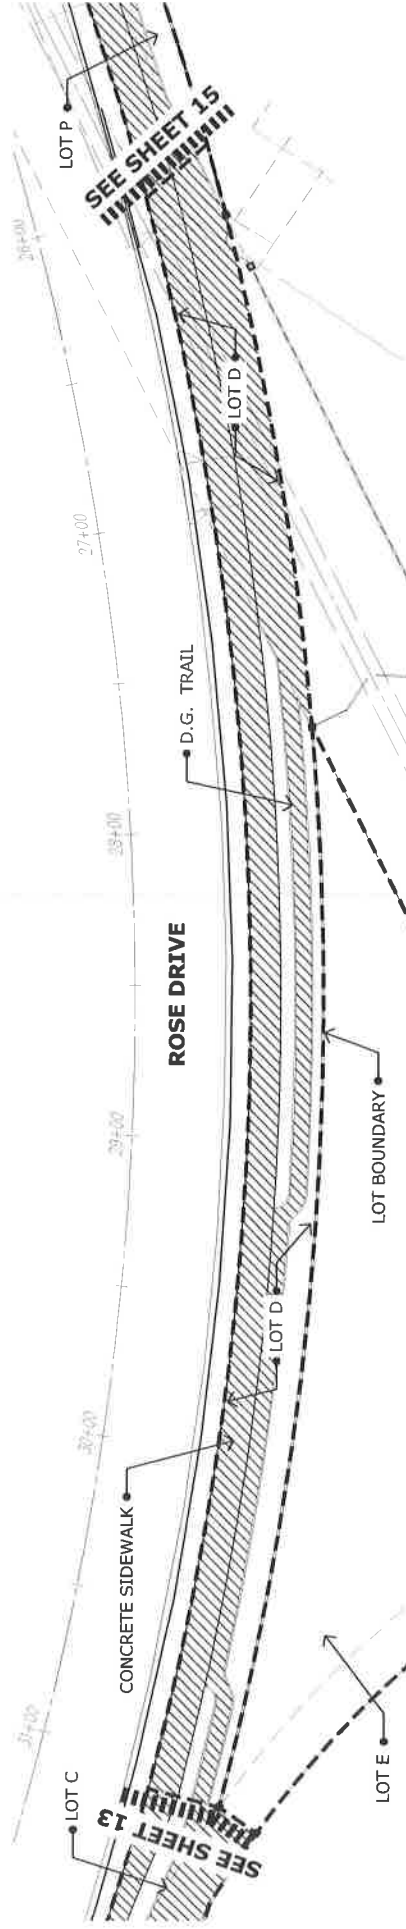 LOT P
SEE SHEET 15
26+00
LOT D
27+00
D.G. TRAIL
28+00
ROSE DRIVE
29+00
LOT BOUNDARY
LOT D
30+00
CONCRETE SIDEWALK
31+00
LOT C
SEE SHEET 13
LOT E